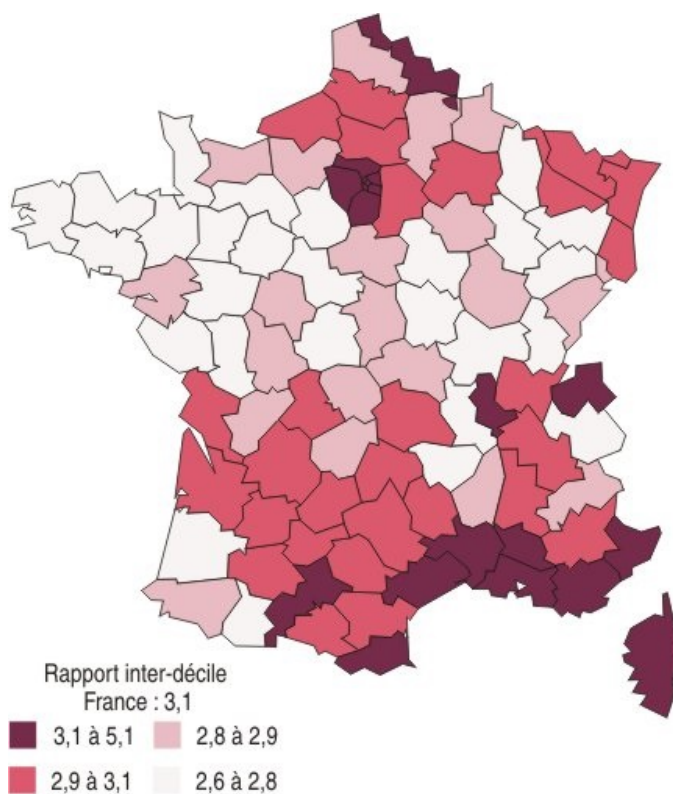 Rapport inter-décile
France : 3,1
3,1 à 5,1
2,8 à 2,9
2,9 à 3,1
2,6 à 2,8